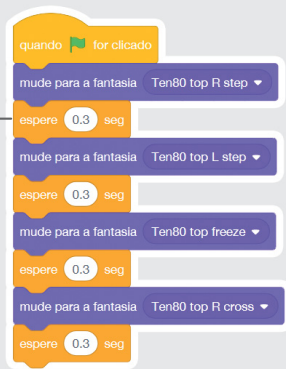 quando for clicado
mude para a fantasia Ten80 top R step
espere 0.3 seg
mude para a fantasia Ten80 top L step
espere 0.3 seg
mude para a fantasia Ten80 top freeze
espere 0.3 seg
mude para a fantasia Ten80 top R cross
espere 0.3 seg